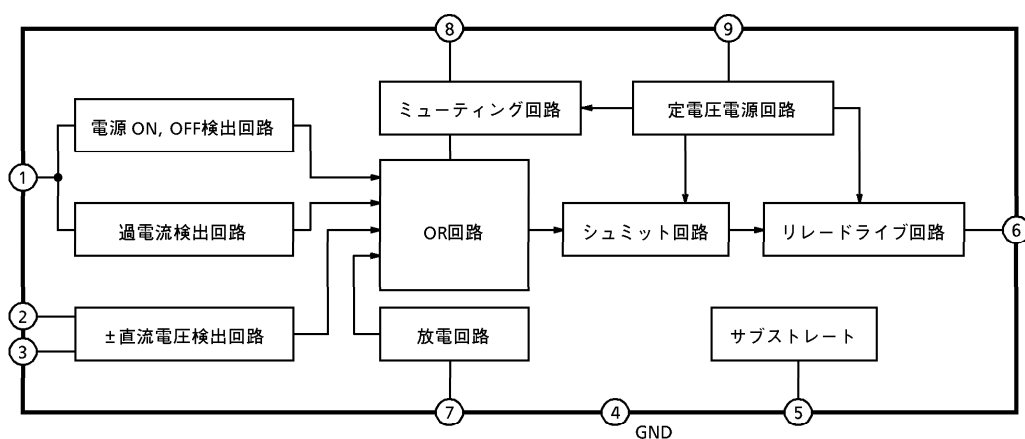 8
9
ミューティング回路
定電圧電源回路
電源 ON, OFF検出回路
1
過電流検出回路
OR回路
シュミット回路
リレードライブ回路
6
2
3
±直流電圧検出回路
放電回路
サブストレート
7
4
5
GND